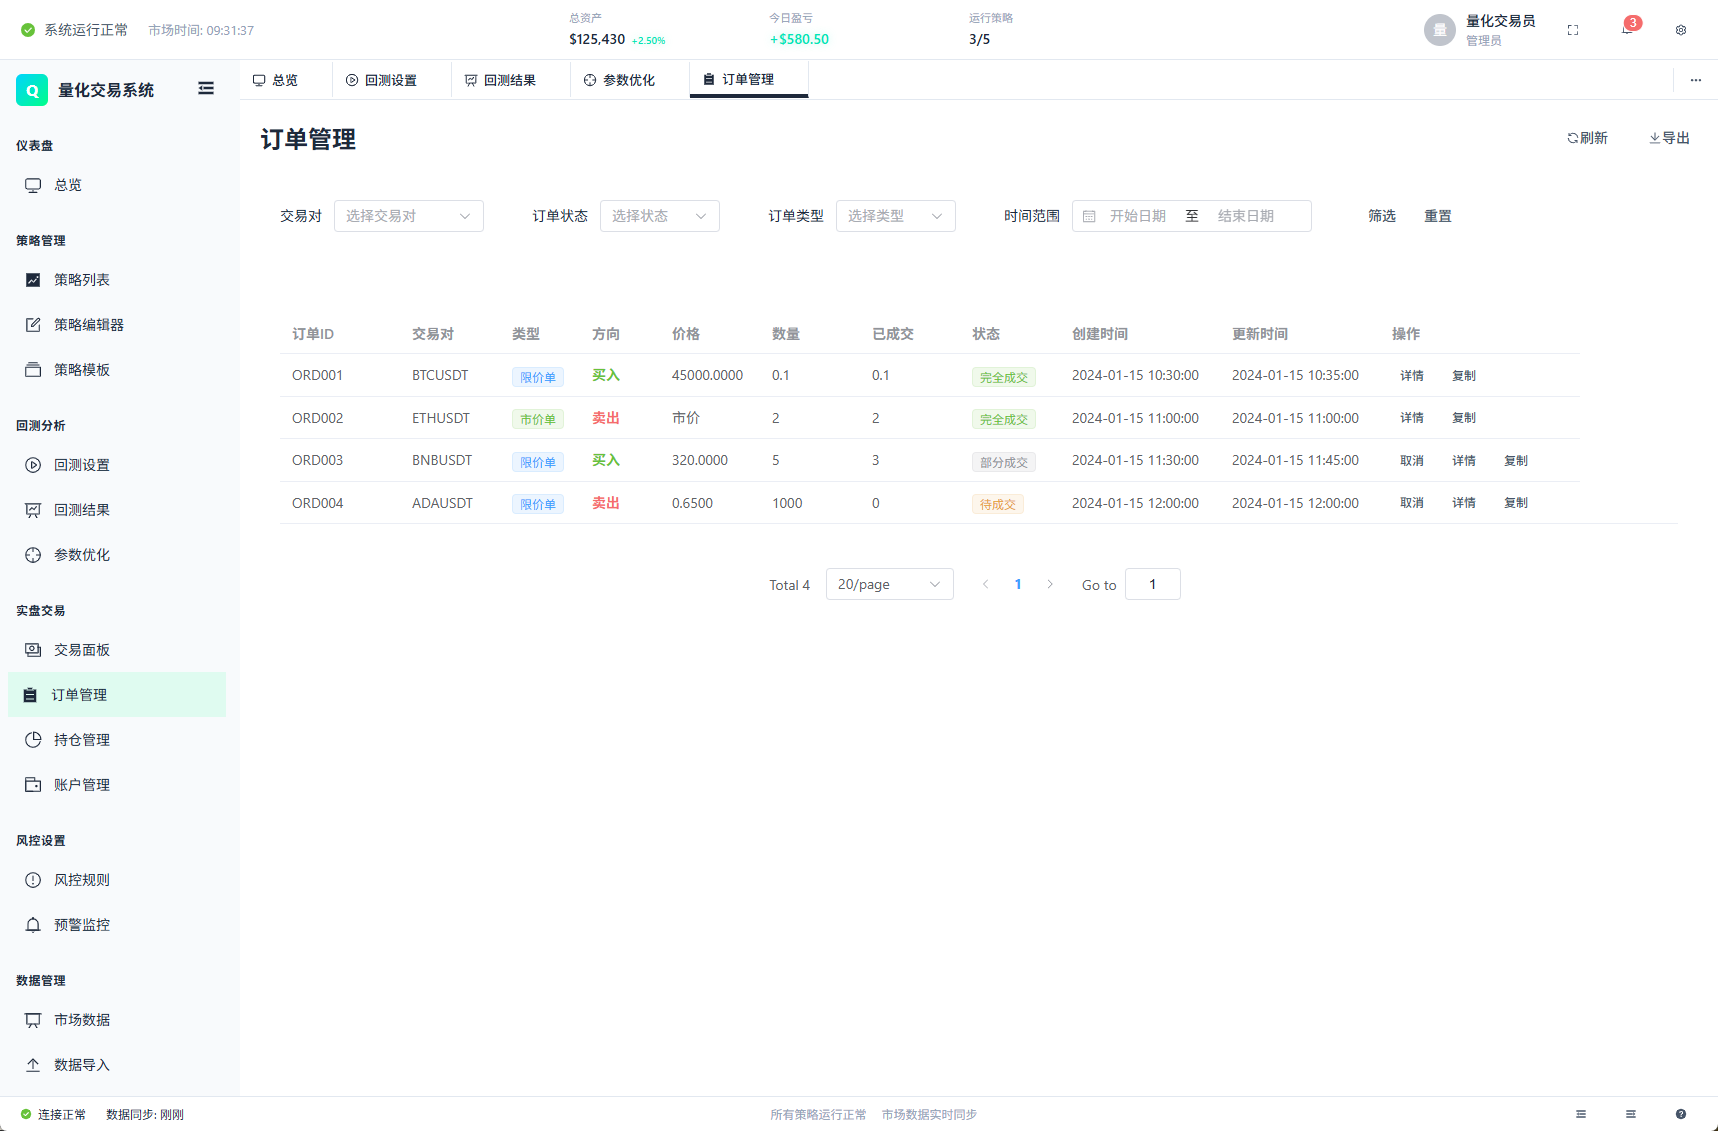 系统运行正常 市场时间: 09:31:37
总资产
$125,430 +2.50%
今日盈亏
+$580.50
运行策略
3/5
量
量化交易员
管理员
3
Q 量化交易系统
仪表盘
总览
策略管理
策略列表
策略编辑器
策略模板
回测分析
回测设置
回测结果
参数优化
实盘交易
交易面板
订单管理
持仓管理
账户管理
风控设置
风控规则
预警监控
数据管理
市场数据
数据导入
总览 回测设置 回测结果 参数优化 订单管理
订单管理
刷新 导出
交易对 选择交易对 订单状态 选择状态 订单类型 选择类型 时间范围 开始日期 至 结束日期 筛选 重置
订单ID 交易对 类型 方向 价格 数量 已成交 状态 创建时间 更新时间 操作
ORD001 BTCUSDT 限价单 买入 45000.0000 0.1 0.1 完全成交 2024-01-15 10:30:00 2024-01-15 10:35:00 详情 复制
ORD002 ETHUSDT 市价单 卖出 市价 2 2 完全成交 2024-01-15 11:00:00 2024-01-15 11:00:00 详情 复制
ORD003 BNBUSDT 限价单 买入 320.0000 5 3 部分成交 2024-01-15 11:30:00 2024-01-15 11:45:00 取消 详情 复制
ORD004 ADAUSDT 限价单 卖出 0.6500 1000 0 待成交 2024-01-15 12:00:00 2024-01-15 12:00:00 取消 详情 复制
Total 4 20/page 1 Go to 1
连接正常 数据同步: 刚刚 所有策略运行正常 市场数据实时同步